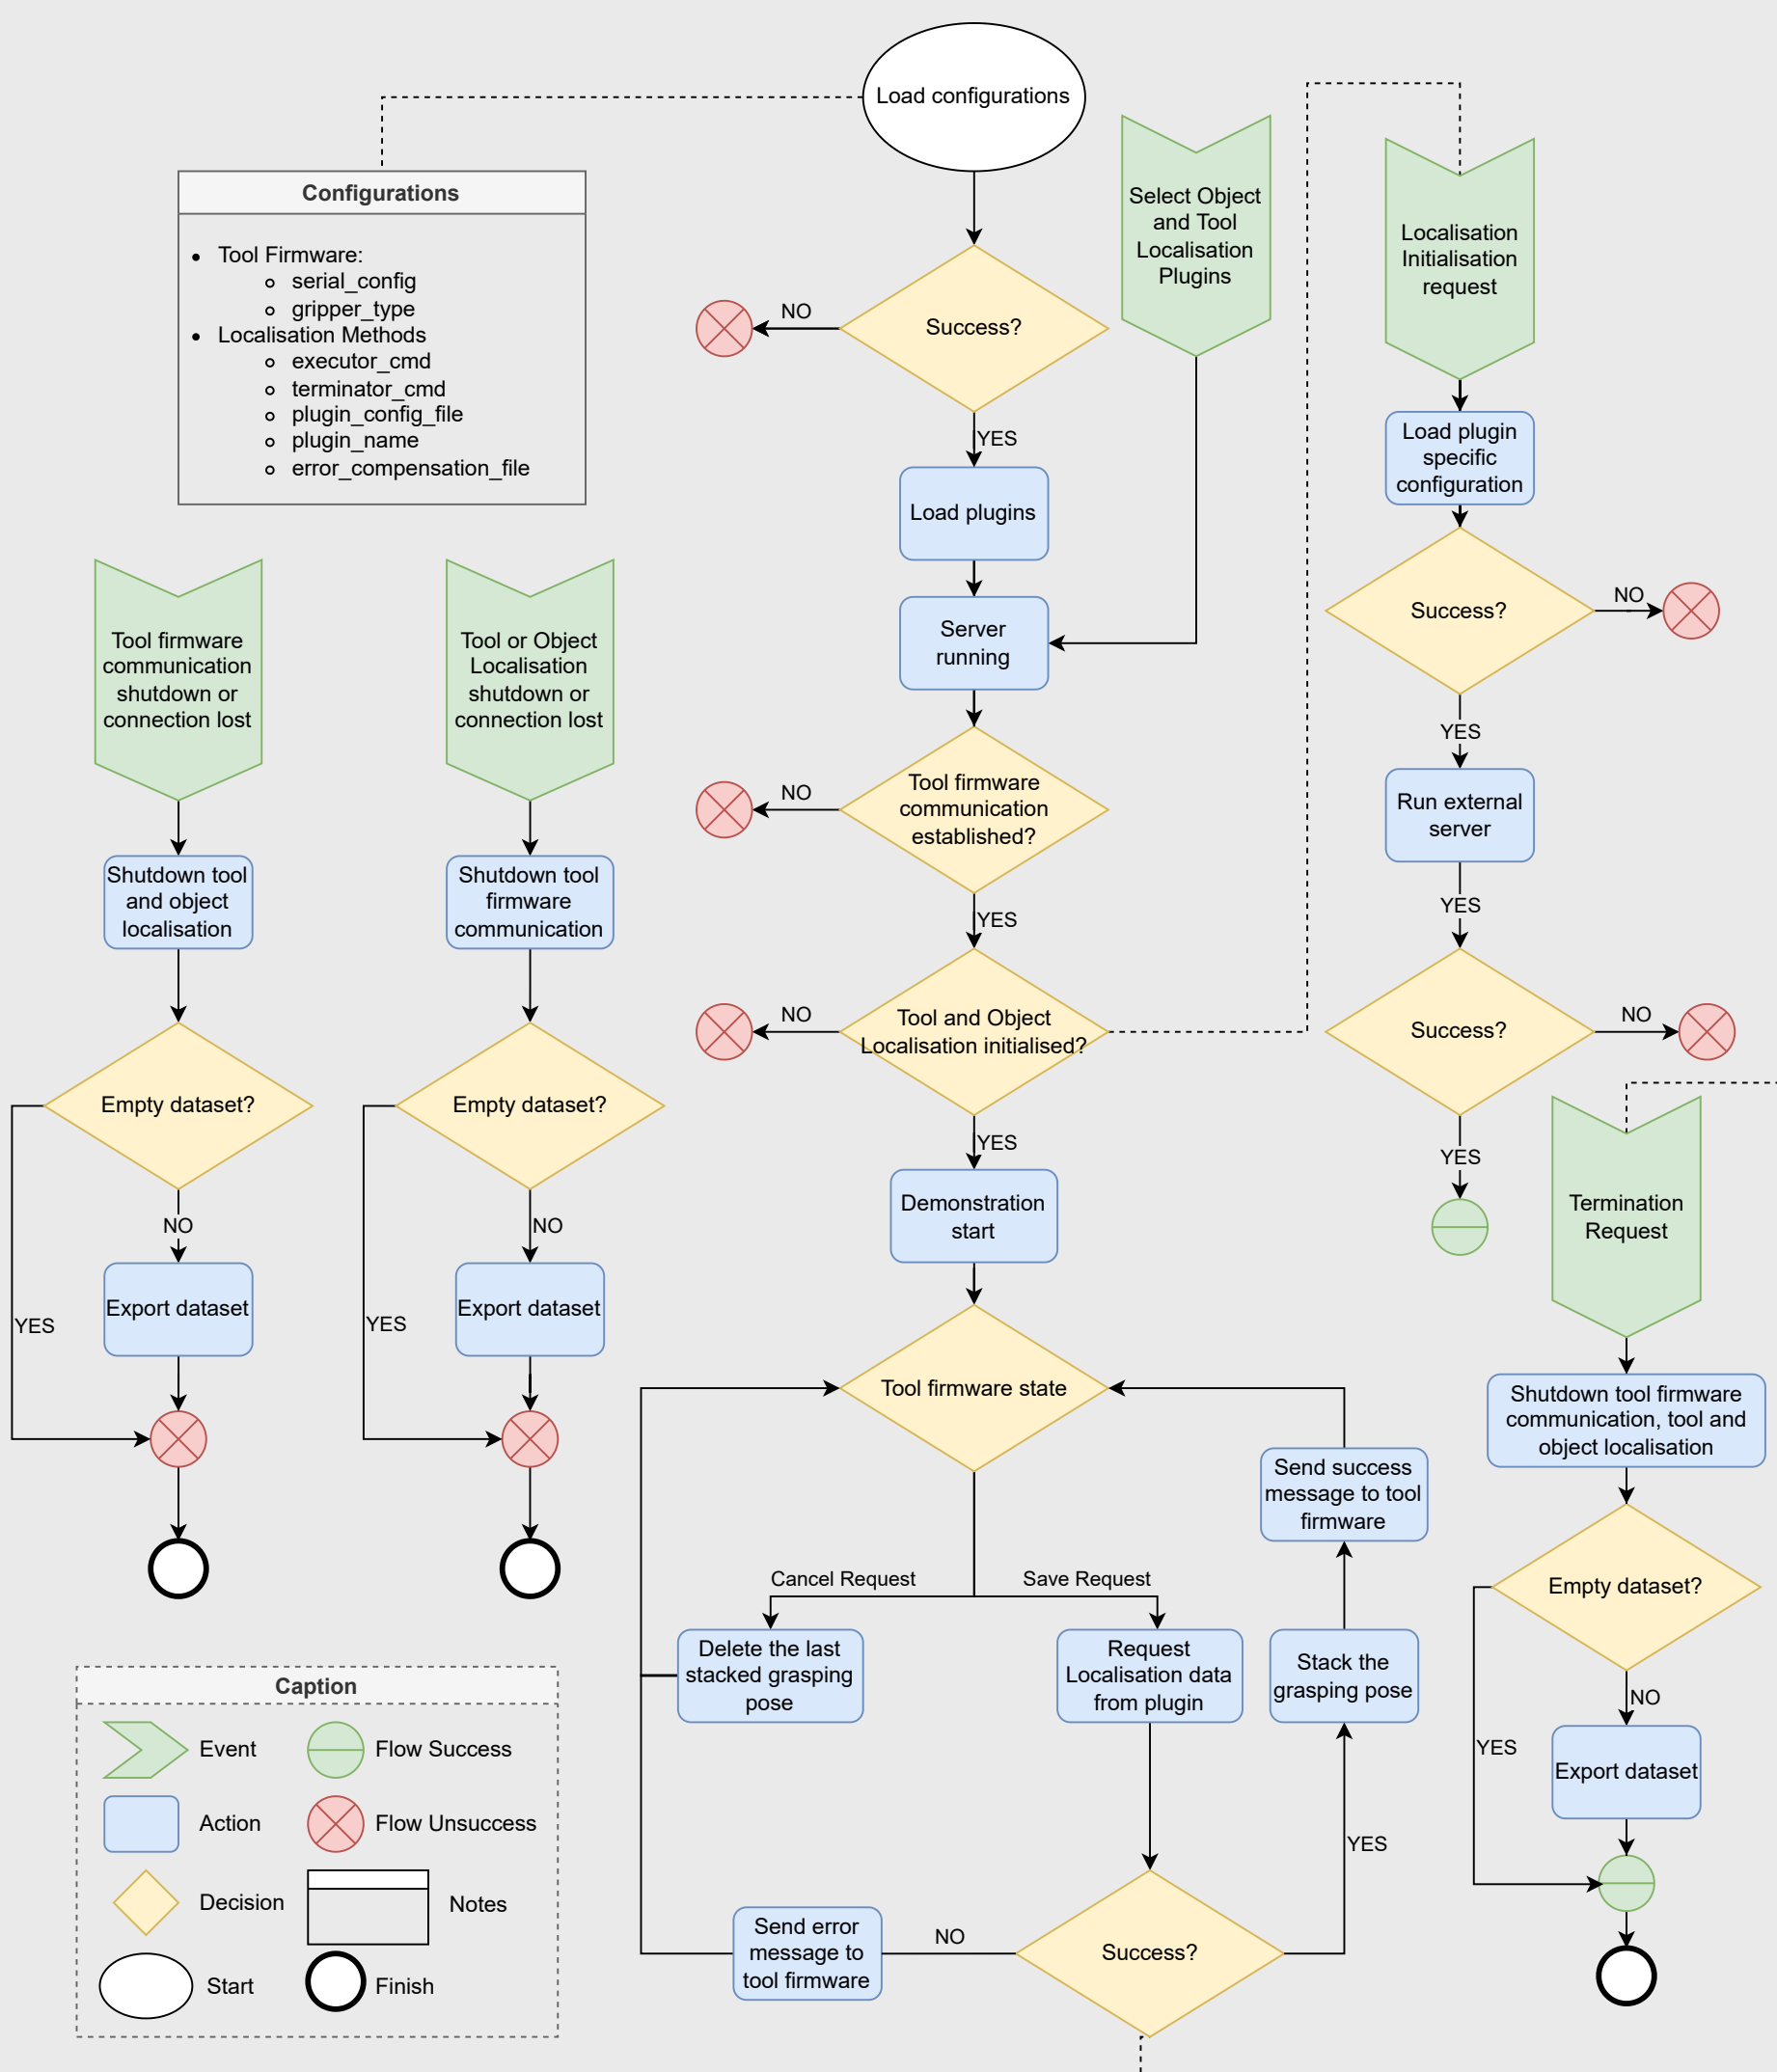 Load configurations
Configurations
Tool Firmware:
serial_config
gripper_type
Localisation Methods
executor_cmd
terminator_cmd
plugin_config_file
plugin_name
error_compensation_file
Success?
NO
YES
Select Object
and Tool
Localisation
Plugins
Load plugins
Server
running
Tool firmware
communication
established?
NO
YES
Tool and Object
Localisation initialised?
NO
YES
Demonstration
start
Tool firmware state
Cancel Request
Save Request
Delete the last
stacked grasping
pose
Request
Localisation data
from plugin
Stack the
grasping pose
Send success
message to tool
firmware
Success?
YES
NO
Send error
message to
tool firmware
Localisation
Initialisation
request
Load plugin
specific
configuration
Success?
NO
YES
Run external
server
YES
Success?
NO
YES
Termination
Request
Shutdown tool firmware
communication, tool and
object localisation
Empty dataset?
NO
YES
Export dataset
Tool firmware
communication
shutdown or
connection lost
Shutdown tool
and object
localisation
Empty dataset?
NO
YES
Export dataset
Tool or Object
Localisation
shutdown or
connection lost
Shutdown tool
firmware
communication
Empty dataset?
NO
YES
Export dataset
Caption
Event
Flow Success
Action
Flow Unsuccess
Decision
Notes
Start
Finish